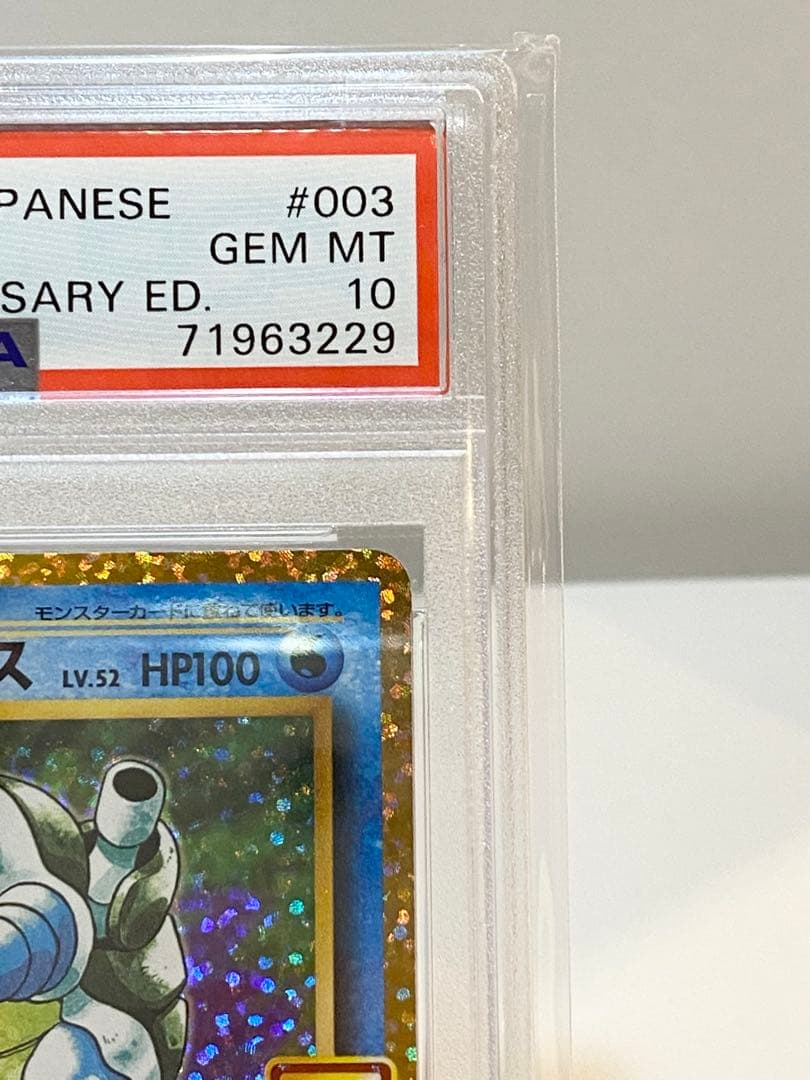 PANESE #003
GEM MT
SARY ED. 10
A 71963229
モンスターカードに重ねて使います。
ス LV.52 HP100